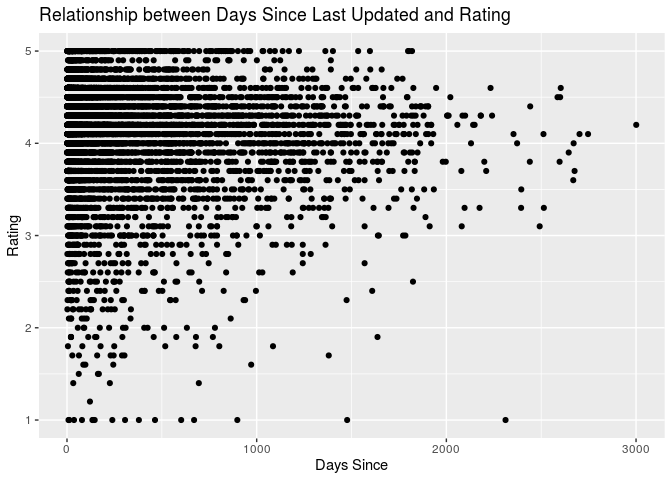 Relationship between Days Since Last Updated and Rating
Rating
5
4
3
2
1
0 1000 2000 3000
Days Since